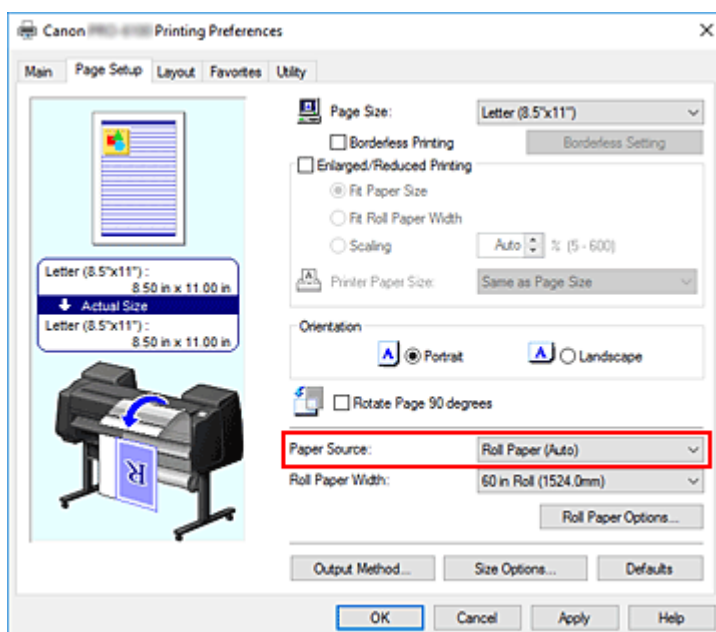 Canon Printing Preferences
Main Page Setup Layout Favorites Utility
Page Size: Letter (8.5"x11")
Borderless Printing Borderless Setting
Enlarged/Reduced Printing
Fit Paper Size
Fit Roll Paper Width
Scaling Auto % (5 - 600)
Printer Paper Size: Same as Page Size
Letter (8.5"x11") :
8.50 in x 11.00 in
Actual Size
Letter (8.5"x11") :
8.50 in x 11.00 in
Orientation
A Portrait A Landscape
Rotate Page 90 degrees
R
Paper Source: Roll Paper (Auto)
Roll Paper Width: 60 in Roll (1524.0mm)
Roll Paper Options...
Output Method... Size Options... Defaults
OK Cancel Apply Help